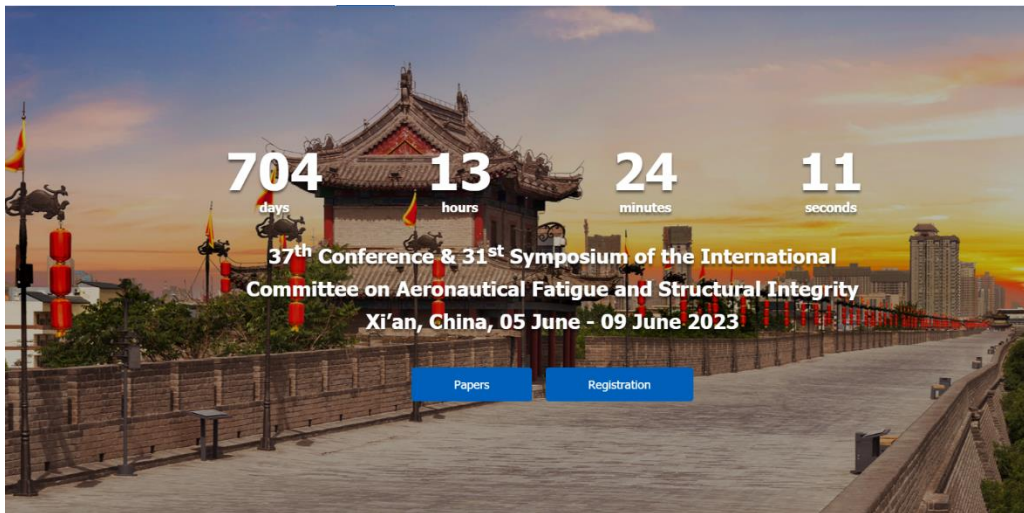 704 13 24 11
days hours minutes seconds
37th Conference & 31st Symposium of the International
Committee on Aeronautical Fatigue and Structural Integrity
Xi’an, China, 05 June - 09 June 2023
Papers Registration